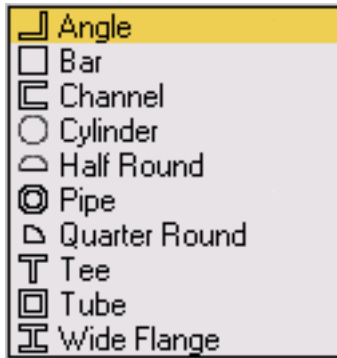 Angle
Bar
Channel
Cylinder
Half Round
Pipe
Quarter Round
Tee
Tube
Wide Flange